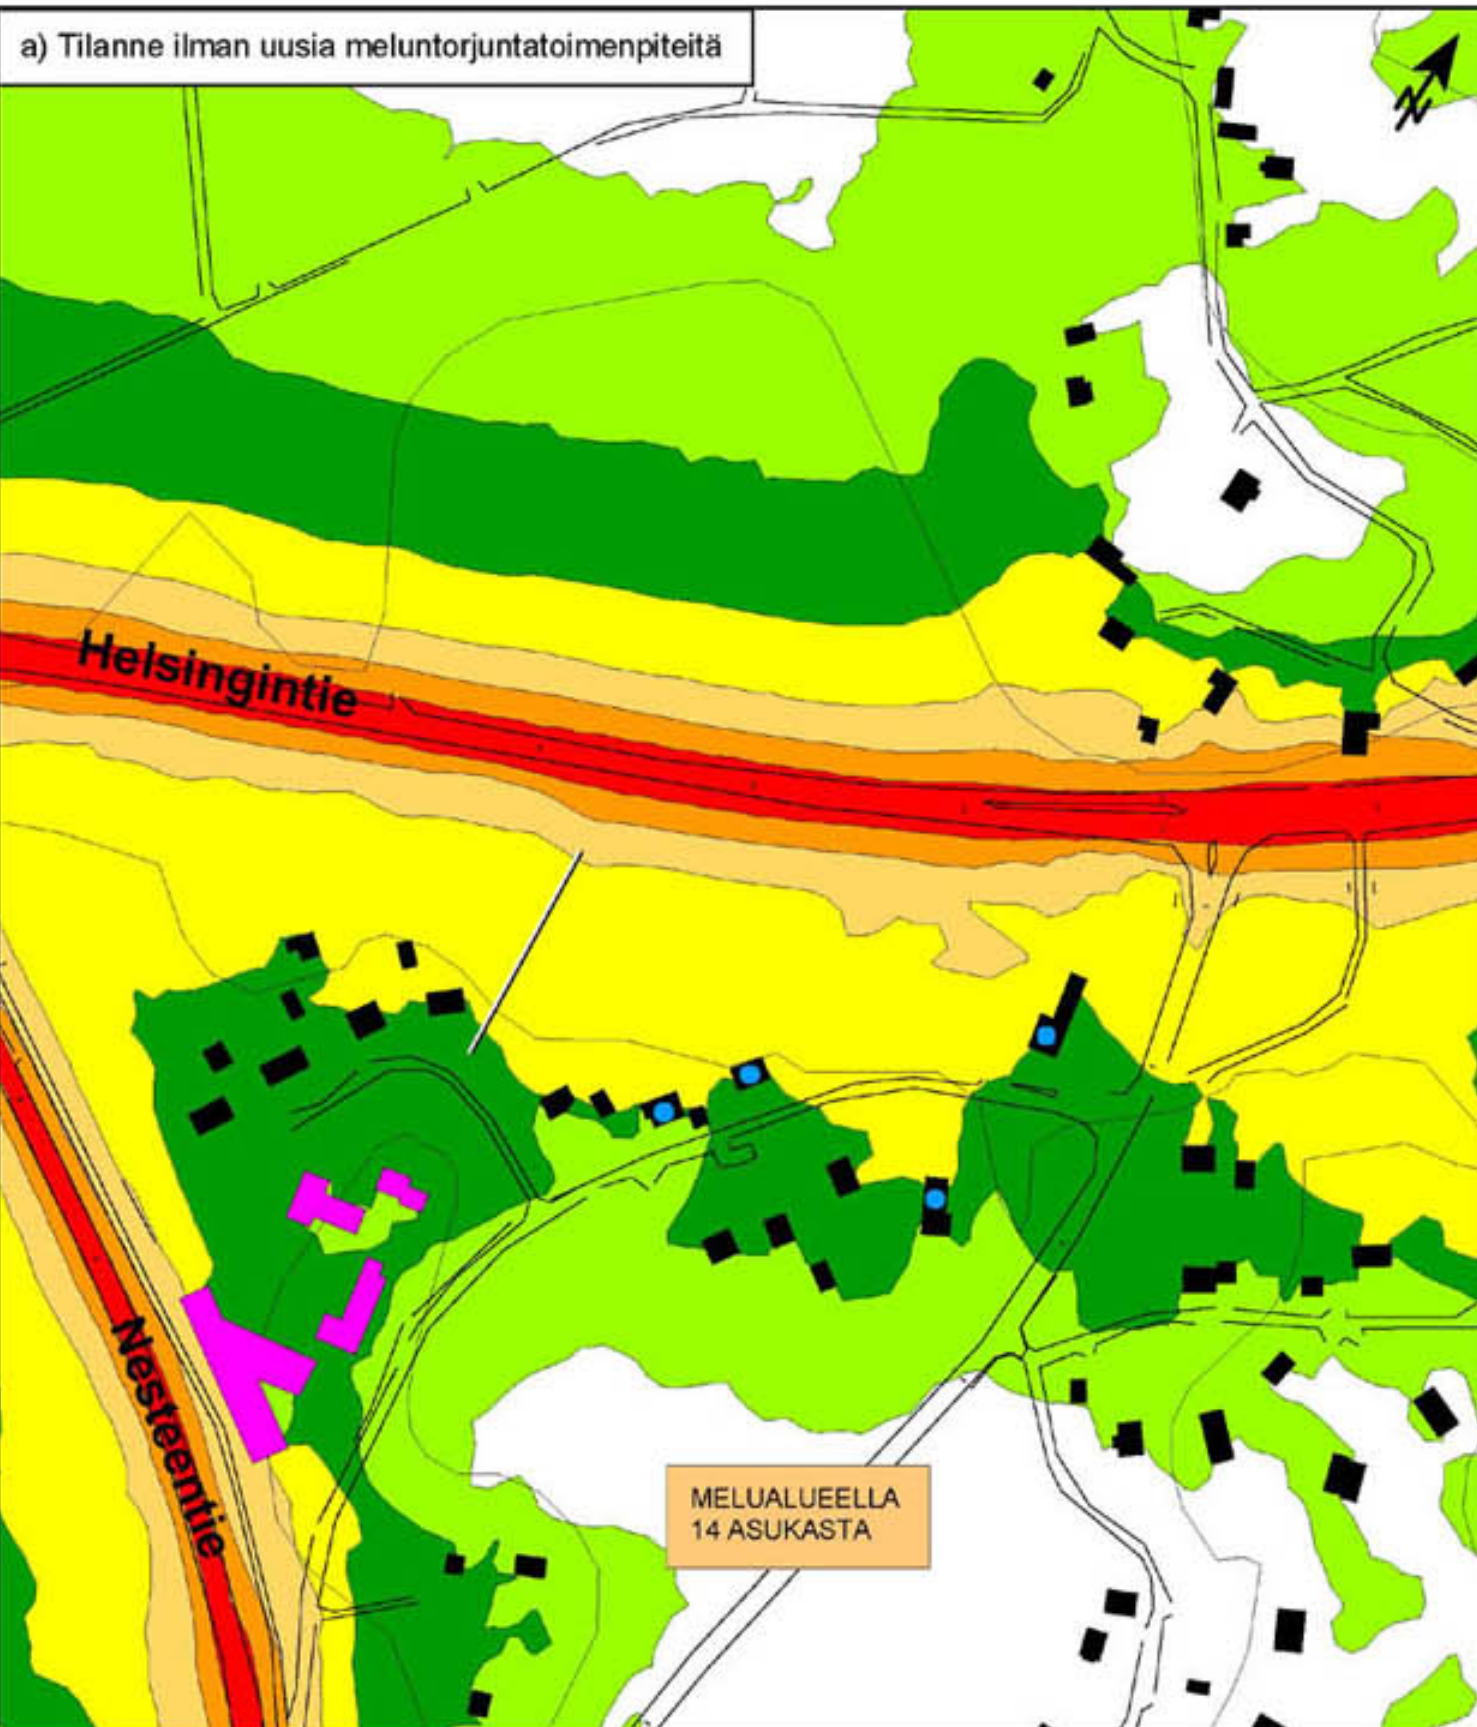 a) Tilanne ilman uusia meluntorjuntatoimenpiteitä
N
Helsingintie
Nesteentie
MELUALUEELLA
14 ASUKASTA